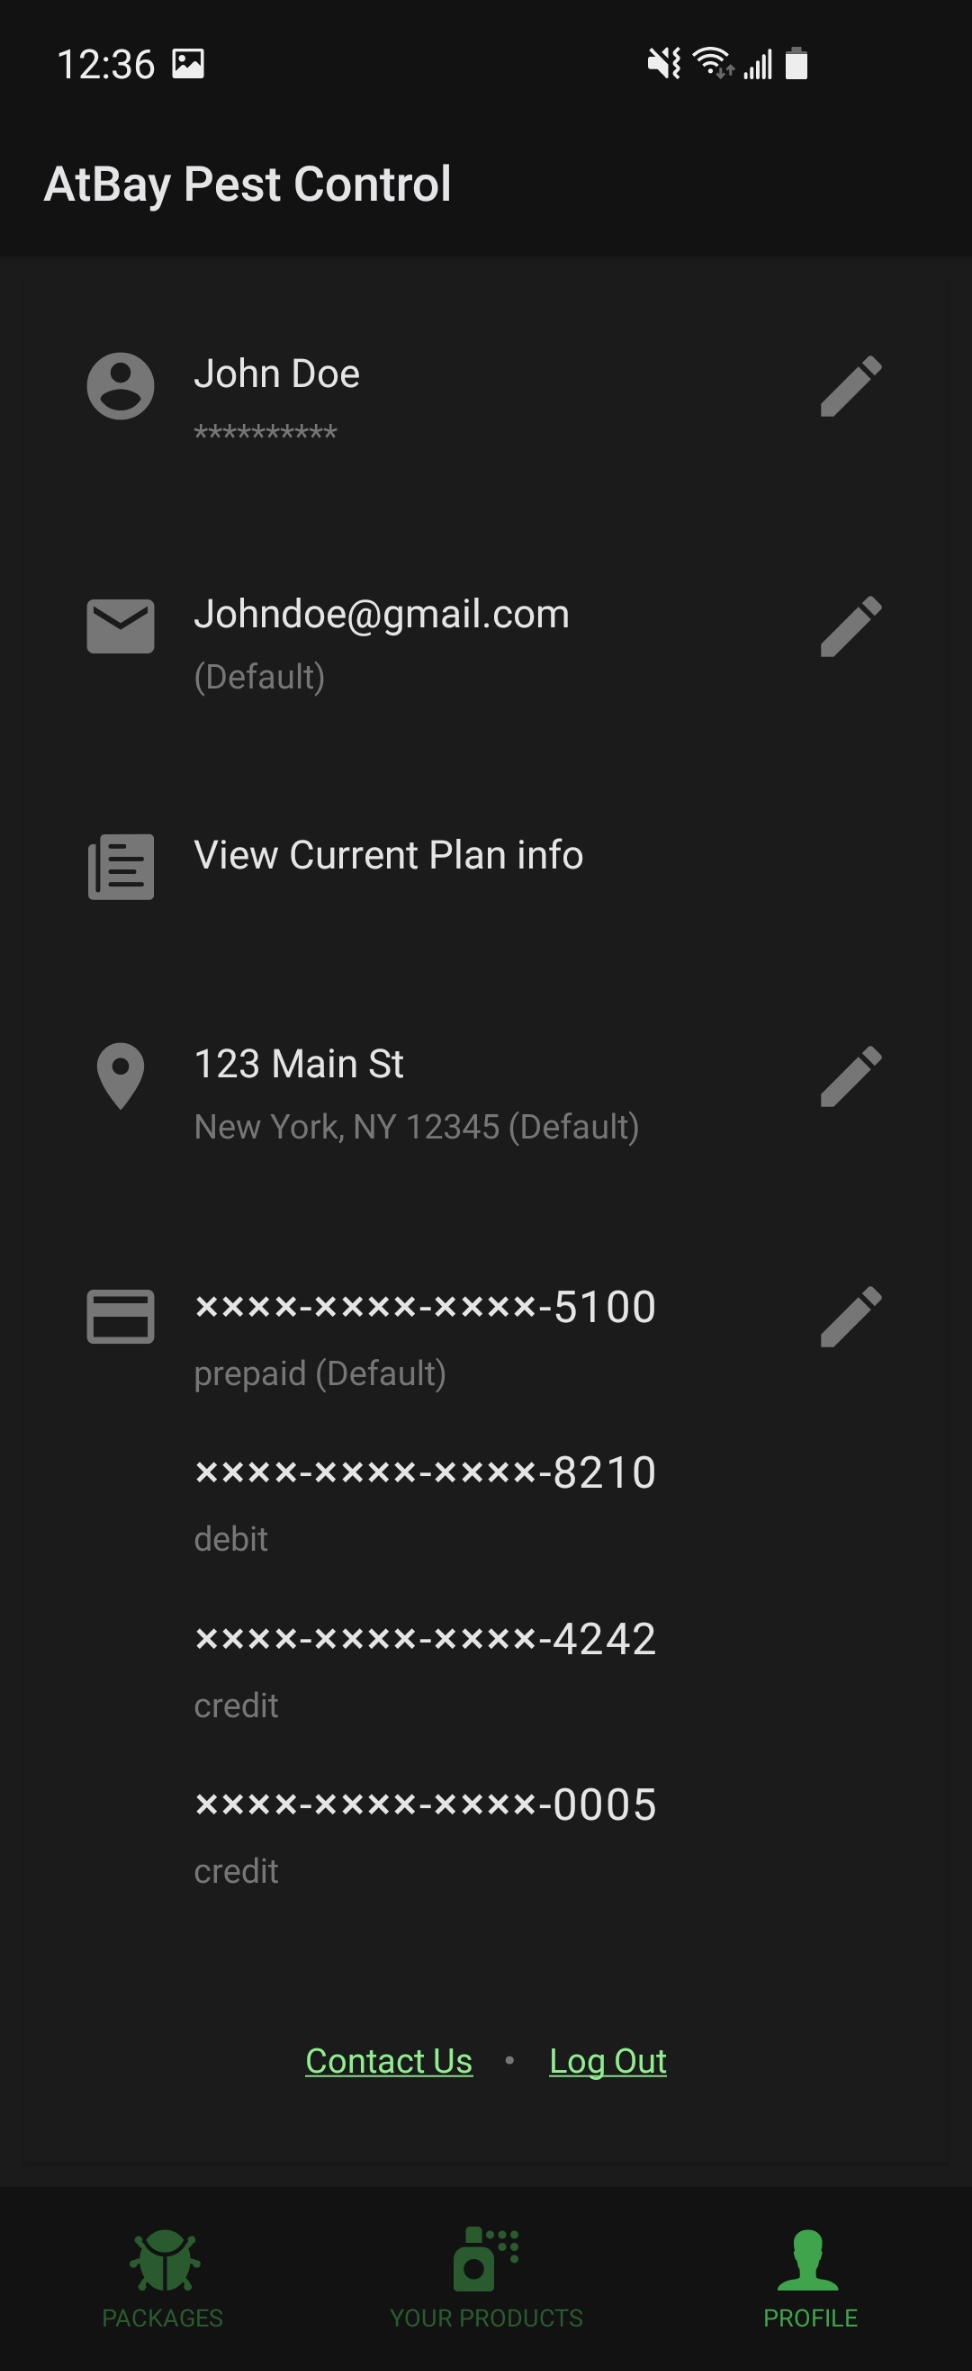 12:36
AtBay Pest Control
John Doe
**********
Johndoe@gmail.com
(Default)
View Current Plan info
123 Main St
New York, NY 12345 (Default)
××××-××××-××××-5100
prepaid (Default)
××××-××××-××××-8210
debit
××××-××××-××××-4242
credit
××××-××××-××××-0005
credit
Contact Us • Log Out
PACKAGES YOUR PRODUCTS PROFILE